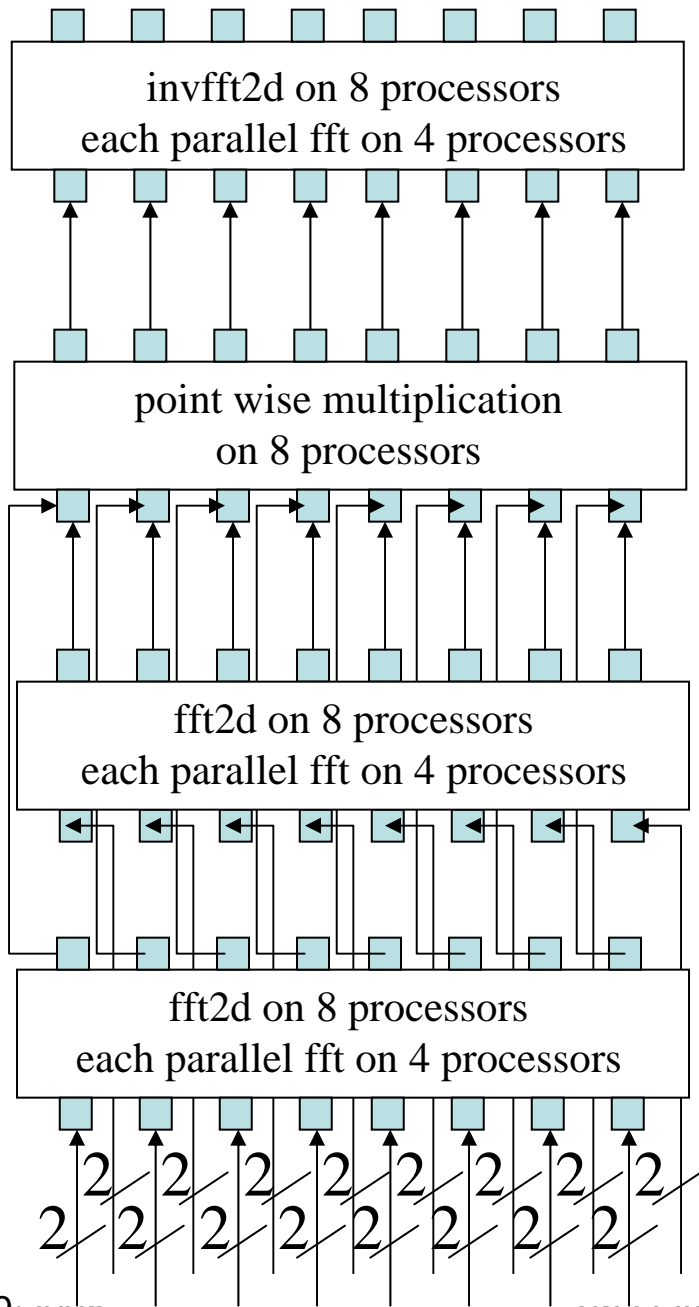 invfft2d on 8 processors
each parallel fft on 4 processors
point wise multiplication
on 8 processors
fft2d on 8 processors
each parallel fft on 4 processors
fft2d on 8 processors
each parallel fft on 4 processors
2 2 2 2 2 2 2 2
2 2 2 2 2 2 2 2